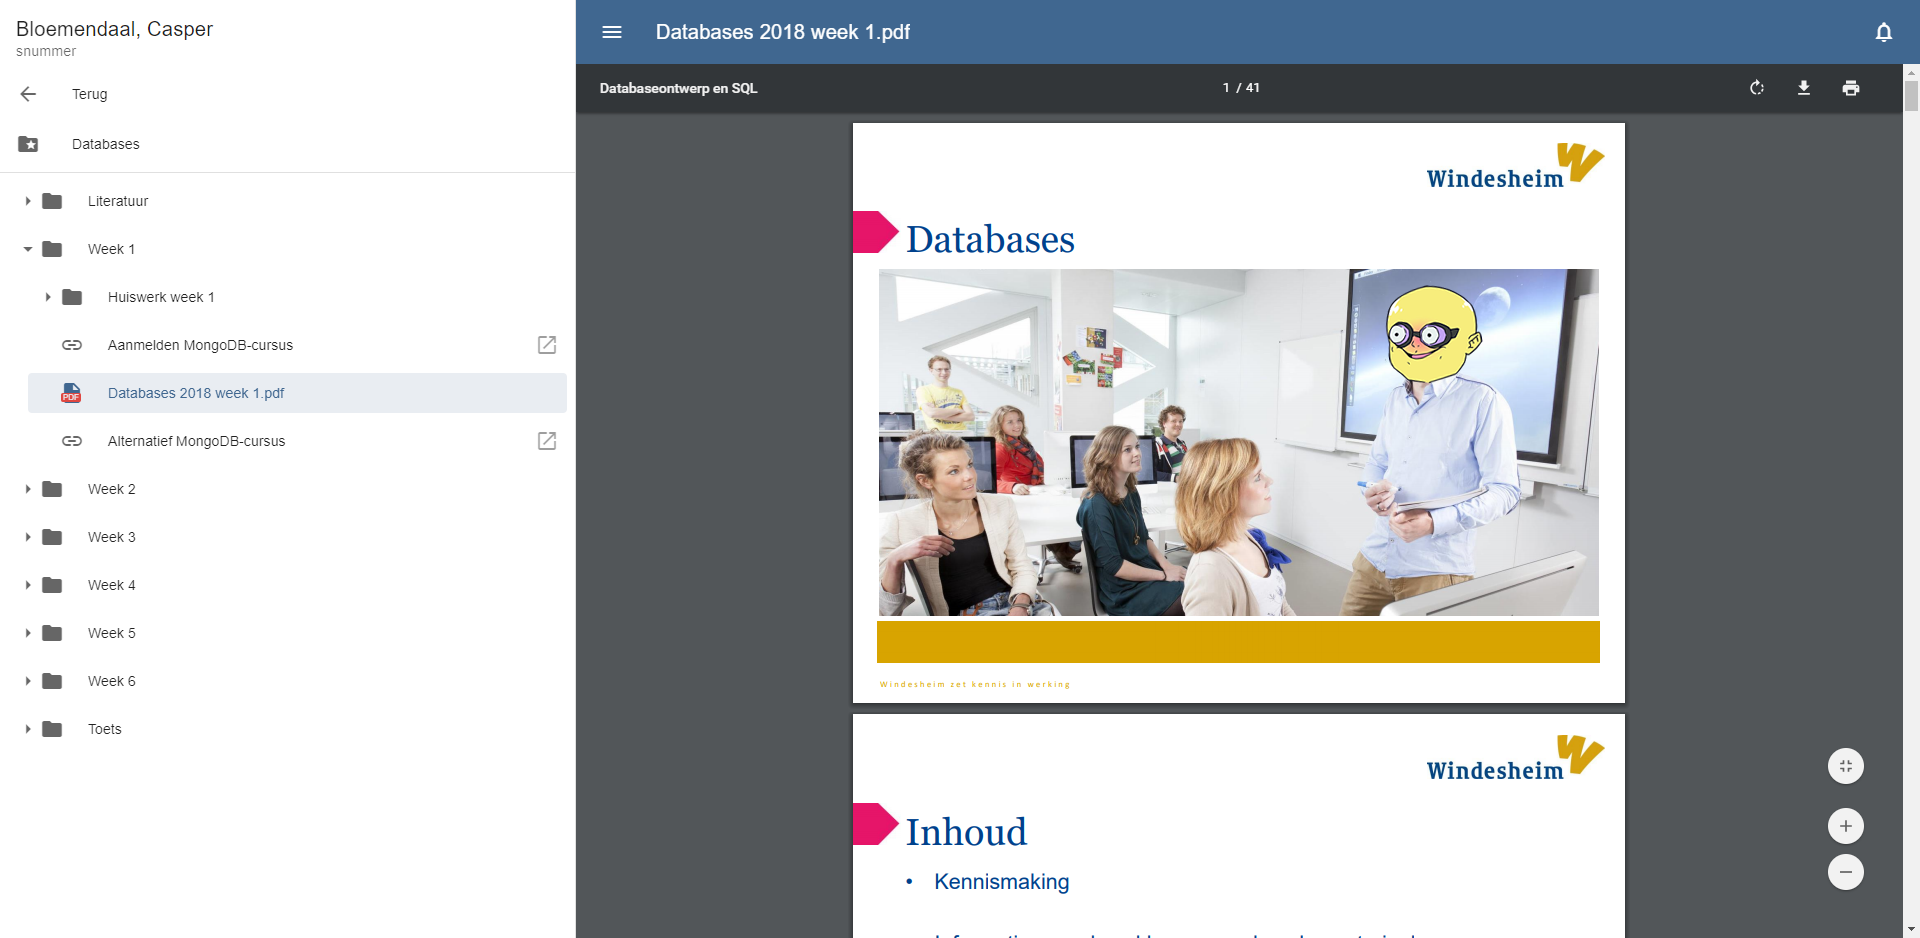 Bloemendaal, Casper
snummer
Terug
Databases
Literatuur
Week 1
Huiswerk week 1
Aanmelden MongoDB-cursus
PDF Databases 2018 week 1.pdf
Alternatief MongoDB-cursus
Week 2
Week 3
Week 4
Week 5
Week 6
Toets
Databases 2018 week 1.pdf
Databaseontwerp en SQL
1 / 41
Windesheim
Databases
Windesheim zet kennis in werking
Windesheim
Inhoud
• Kennismaking